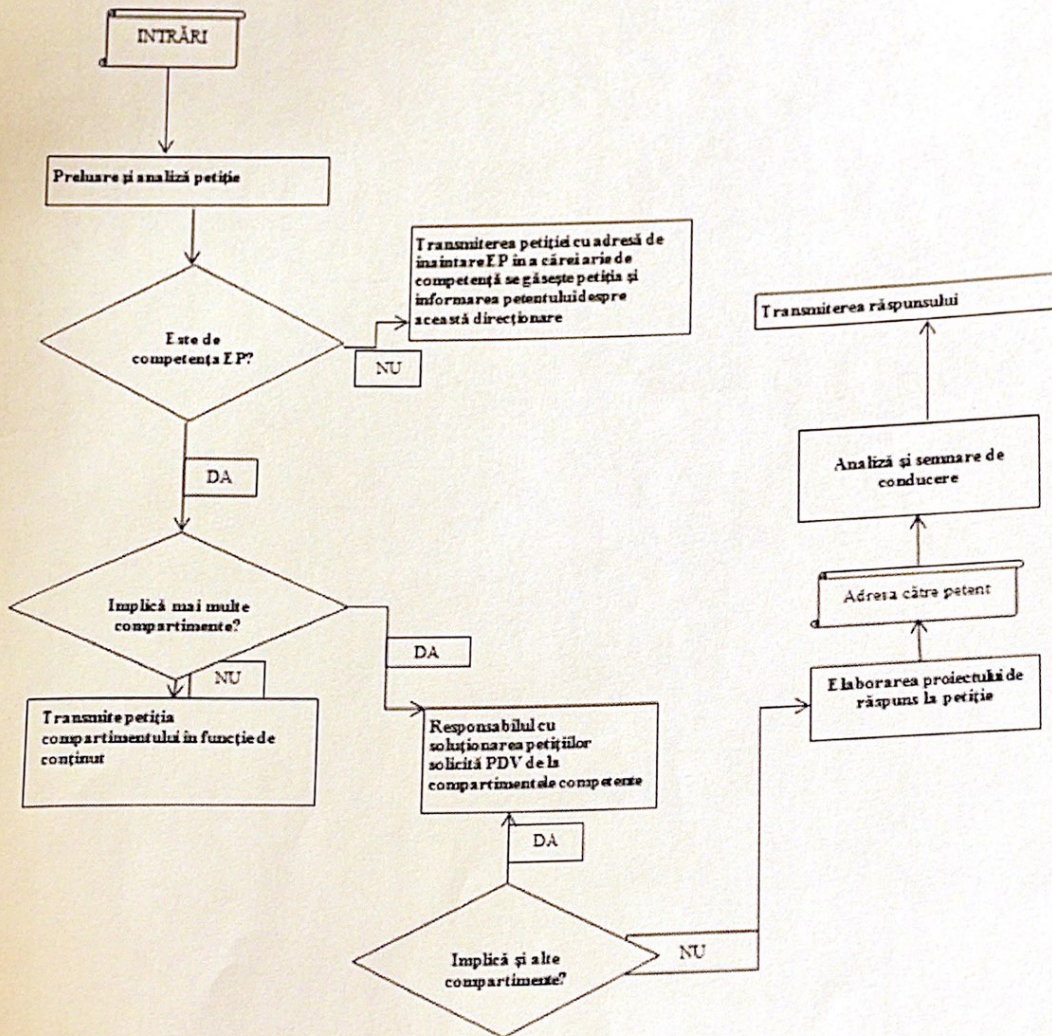 INTRĂRI
Preluare și analiză petiție
Este de
competența EP?
NU
Transmiterea petiției cu adresă de
înaintare EP în a cărei arie de
competență se găsește petiția și
informarea petentului despre
această direcționare
DA
Implică mai multe
compartimente?
NU
Transmite petiția
compartimentului în funcție de
conținut
DA
Responsabilul cu
soluționarea petițiilor
solicită PDV de la
compartimentele competente
DA
Implică și alte
compartimente?
NU
Elaborarea proiectului de
răspuns la petiție
Adresa către petent
Analiză și semnare de
conducere
Transmiterea răspunsului